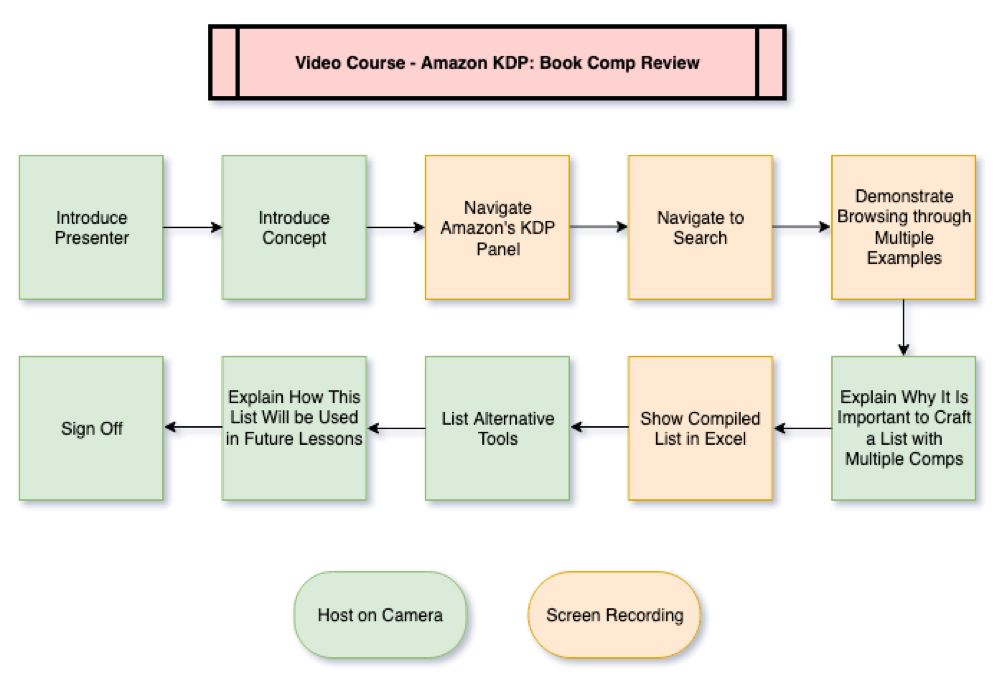 Video Course - Amazon KDP: Book Comp Review
Introduce
Presenter
Introduce
Concept
Navigate
Amazon's KDP
Panel
Navigate to
Search
Demonstrate
Browsing through
Multiple
Examples
Explain Why It Is
Important to Craft
a List with
Multiple Comps
Show Compiled
List in Excel
List Alternative
Tools
Explain How This
List Will be Used
in Future Lessons
Sign Off
Host on Camera
Screen Recording